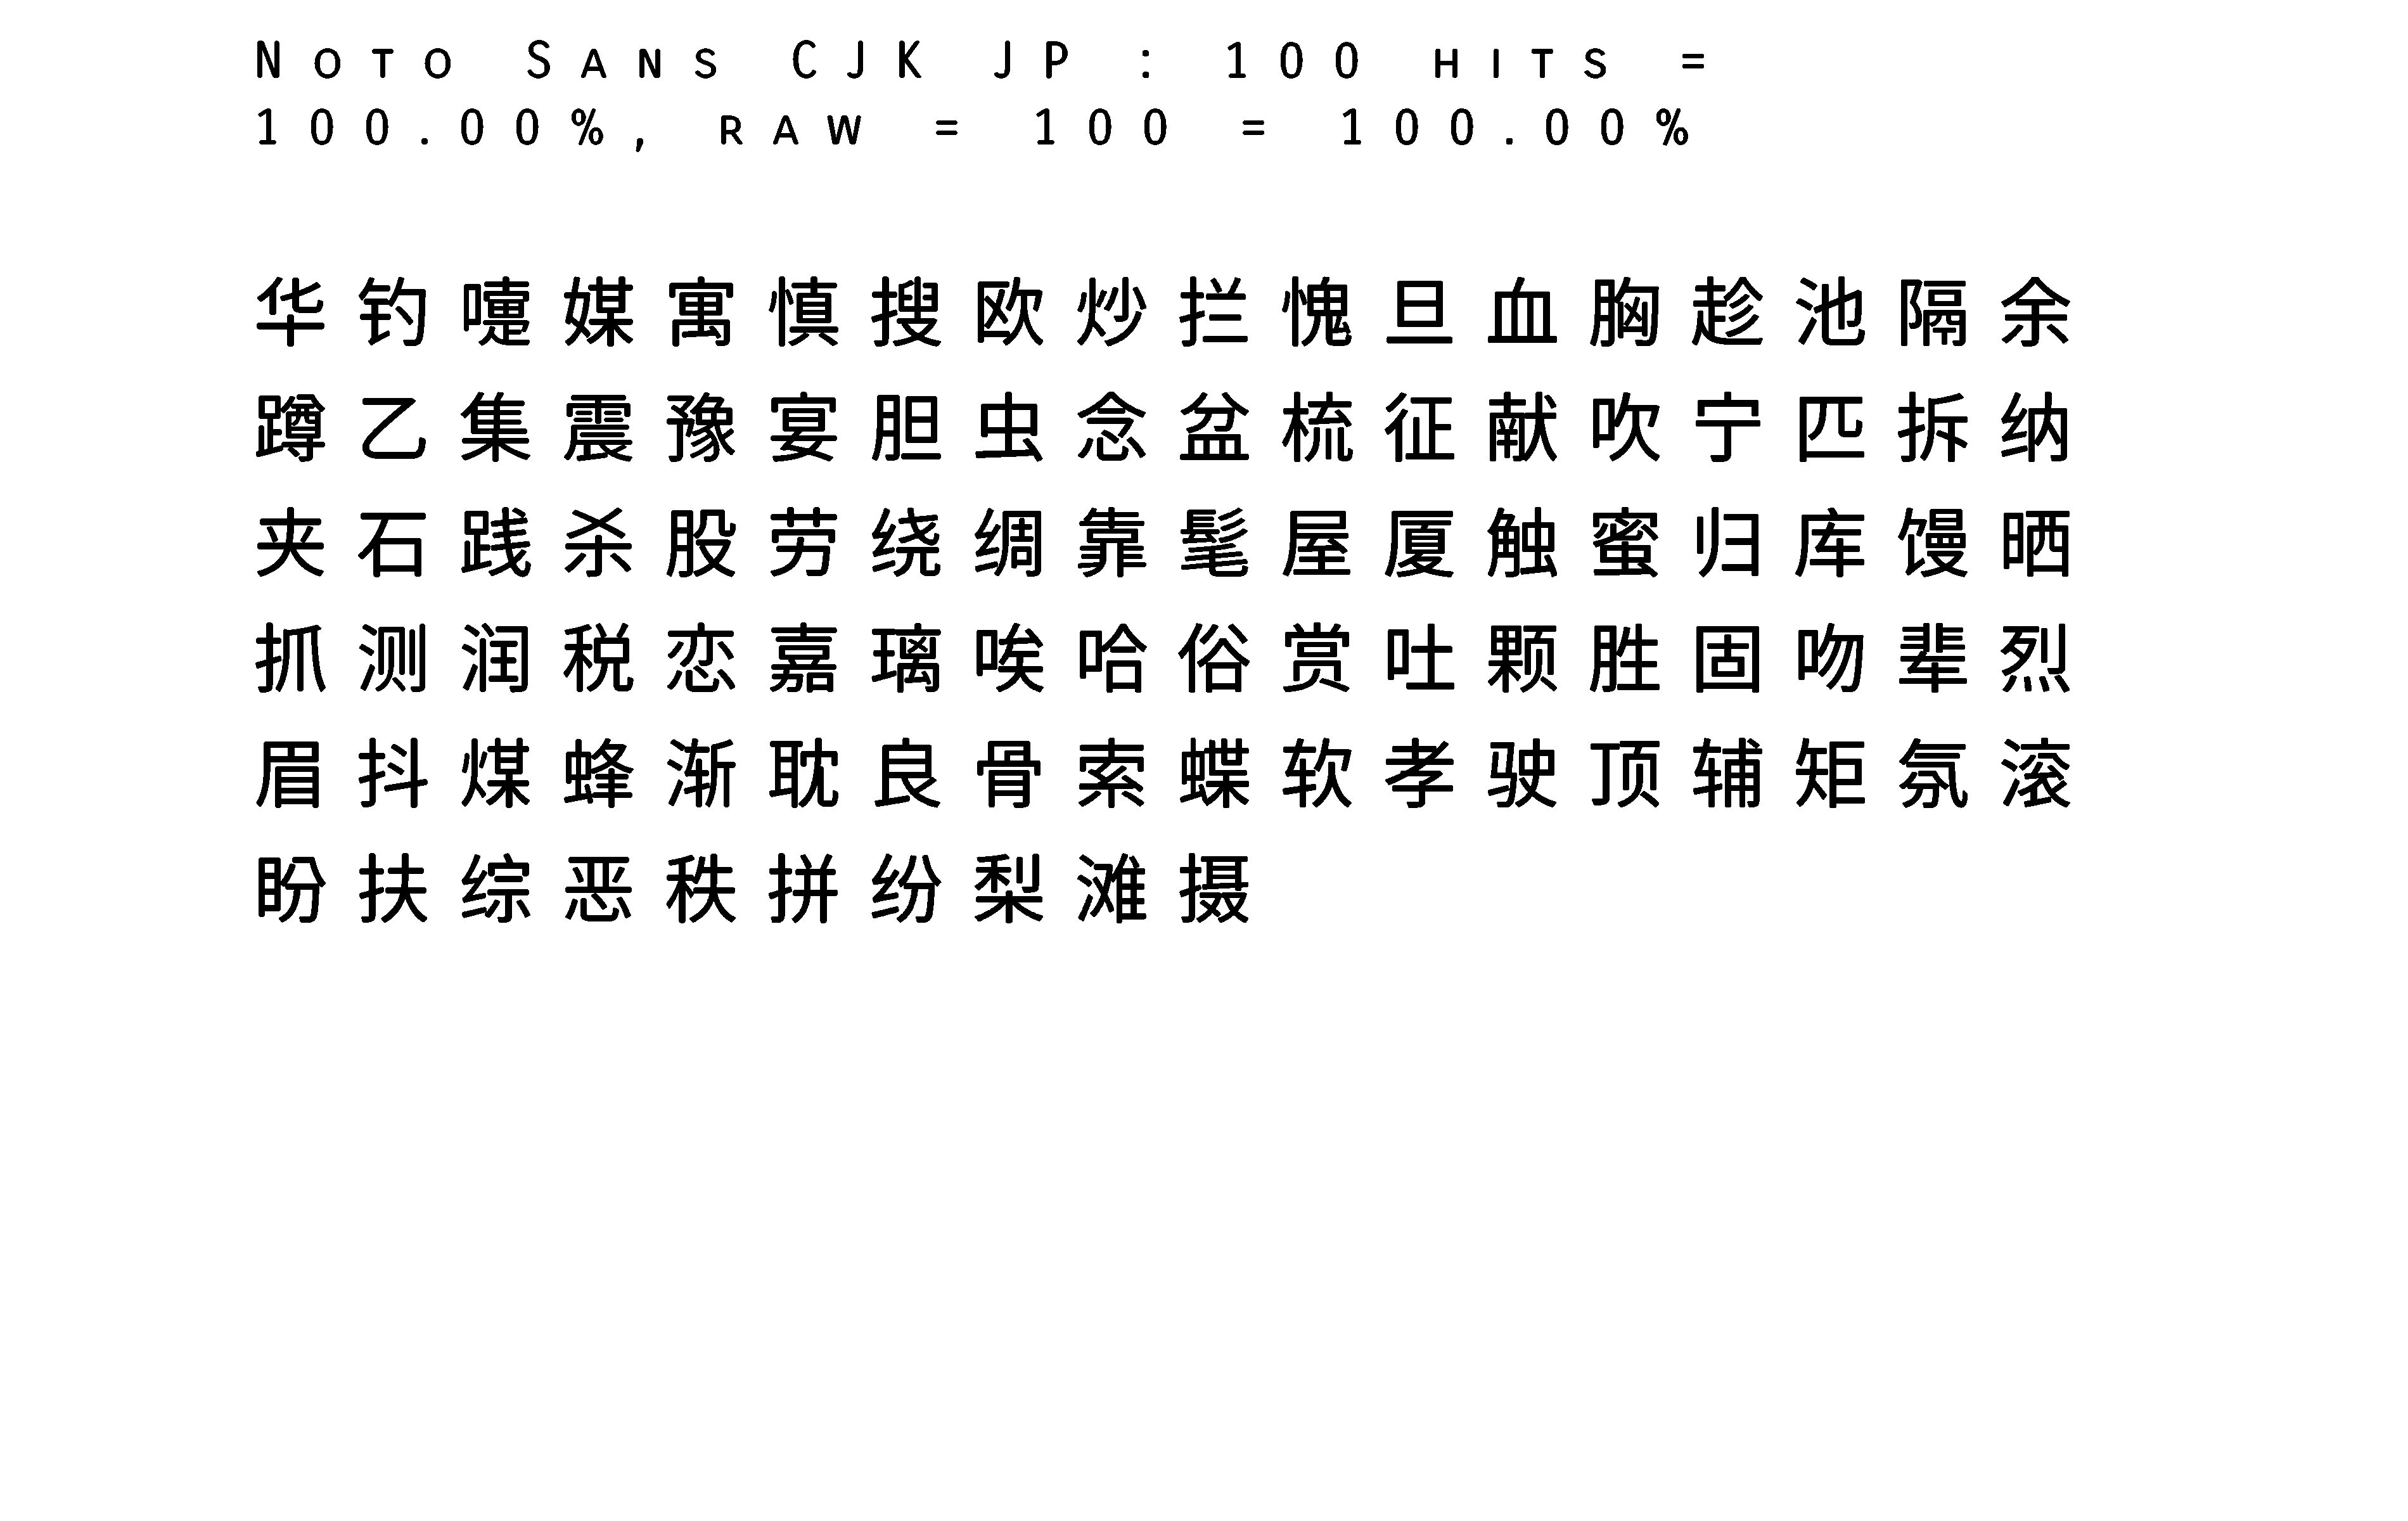 Noto Sans CJK JP : 100 hits =
100.00%, raw = 100 = 100.00%
华钓嚏媒寓慎搜欧炒拦愧旦血胸趁池隔余
蹲乙集震豫宴胆虫念盆梳征献吹宁匹拆纳
夹石践杀股劳绕绸靠髦屋厦触蜜归库馒晒
抓测润税恋嘉璃唉哈俗赏吐颗胜固吻辈烈
眉抖煤蜂渐耽良骨索蝶软孝驶顶辅矩氛滚
盼扶综恶秩拼纷梨滩摄